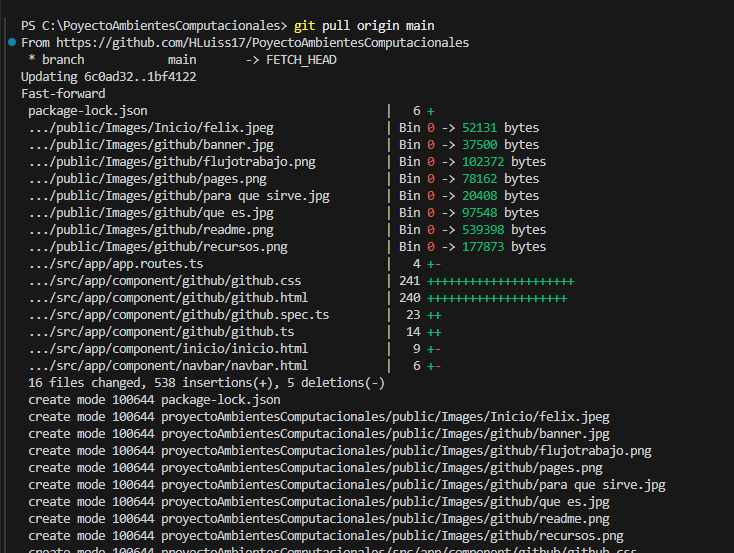 PS C:\PoyectoAmbientesComputacionales> git pull origin main
From https://github.com/HLuiss17/PoyectoAmbientesComputacionales
 * branch            main       -> FETCH_HEAD
Updating 6c0ad32..1bf4122
Fast-forward
 package-lock.json                                  |   6 +
 .../public/Images/Inicio/felix.jpeg                | Bin 0 -> 52131 bytes
 .../public/Images/github/banner.jpg                | Bin 0 -> 37500 bytes
 .../public/Images/github/flujotrabajo.png          | Bin 0 -> 102372 bytes
 .../public/Images/github/pages.png                 | Bin 0 -> 78162 bytes
 .../public/Images/github/para que sirve.jpg        | Bin 0 -> 20408 bytes
 .../public/Images/github/que es.jpg                | Bin 0 -> 97548 bytes
 .../public/Images/github/readme.png                | Bin 0 -> 539398 bytes
 .../public/Images/github/recursos.png              | Bin 0 -> 177873 bytes
 .../src/app/app.routes.ts                          |   4 +-
 .../src/app/component/github/github.css            | 241 +++++++++++++++++++++
 .../src/app/component/github/github.html           | 240 ++++++++++++++++++++
 .../src/app/component/github/github.spec.ts        |  23 ++
 .../src/app/component/github/github.ts             |  14 ++
 .../src/app/component/inicio/inicio.html           |   9 +-
 .../src/app/component/navbar/navbar.html           |   6 +-
 16 files changed, 538 insertions(+), 5 deletions(-)
 create mode 100644 package-lock.json
 create mode 100644 proyectoAmbientesComputacionales/public/Images/Inicio/felix.jpeg
 create mode 100644 proyectoAmbientesComputacionales/public/Images/github/banner.jpg
 create mode 100644 proyectoAmbientesComputacionales/public/Images/github/flujotrabajo.png
 create mode 100644 proyectoAmbientesComputacionales/public/Images/github/pages.png
 create mode 100644 proyectoAmbientesComputacionales/public/Images/github/para que sirve.jpg
 create mode 100644 proyectoAmbientesComputacionales/public/Images/github/que es.jpg
 create mode 100644 proyectoAmbientesComputacionales/public/Images/github/readme.png
 create mode 100644 proyectoAmbientesComputacionales/public/Images/github/recursos.png
 create mode 100644 proyectoAmbientesComputacionales/src/app/component/github/github.css